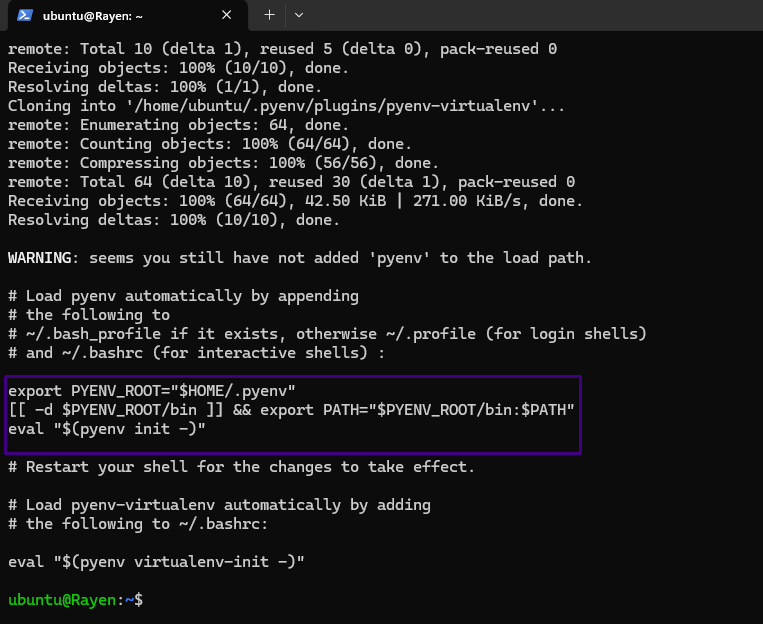 ubuntu@Rayen: ~
remote: Total 10 (delta 1), reused 5 (delta 0), pack-reused 0
Receiving objects: 100% (10/10), done.
Resolving deltas: 100% (1/1), done.
Cloning into '/home/ubuntu/.pyenv/plugins/pyenv-virtualenv'...
remote: Enumerating objects: 64, done.
remote: Counting objects: 100% (64/64), done.
remote: Compressing objects: 100% (56/56), done.
remote: Total 64 (delta 10), reused 30 (delta 1), pack-reused 0
Receiving objects: 100% (64/64), 42.50 KiB | 271.00 KiB/s, done.
Resolving deltas: 100% (10/10), done.
WARNING: seems you still have not added 'pyenv' to the load path.
# Load pyenv automatically by appending
# the following to
# ~/.bash_profile if it exists, otherwise ~/.profile (for login shells)
# and ~/.bashrc (for interactive shells) :
export PYENV_ROOT="$HOME/.pyenv"
[[ -d $PYENV_ROOT/bin ]] && export PATH="$PYENV_ROOT/bin:$PATH"
eval "$(pyenv init -)"
# Restart your shell for the changes to take effect.
# Load pyenv-virtualenv automatically by adding
# the following to ~/.bashrc:
eval "$(pyenv virtualenv-init -)"
ubuntu@Rayen:~$